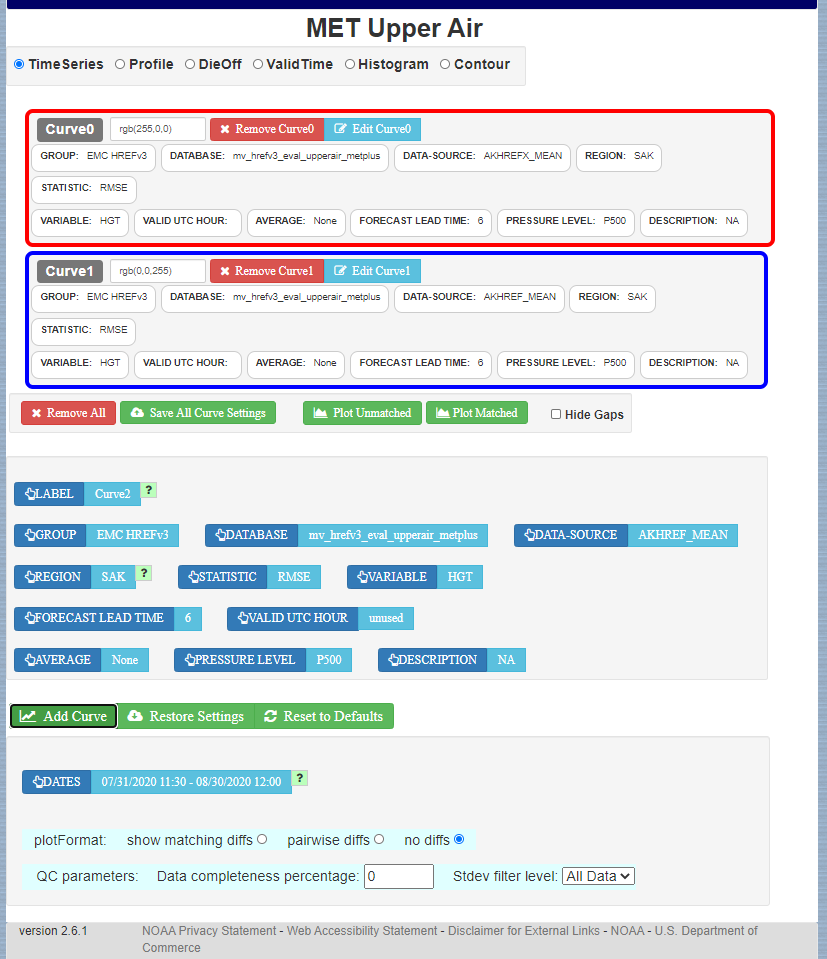 MET Upper Air
TimeSeries Profile DieOff ValidTime Histogram Contour
Curve0 rgb(255,0,0) Remove Curve0 Edit Curve0
GROUP: EMC HREFv3 DATABASE: mv_hrefv3_eval_upperair_metplus DATA-SOURCE: AKHREFX_MEAN REGION: SAK
STATISTIC: RMSE
VARIABLE: HGT VALID UTC HOUR: AVERAGE: None FORECAST LEAD TIME: 6 PRESSURE LEVEL: P500 DESCRIPTION: NA
Curve1 rgb(0,0,255) Remove Curve1 Edit Curve1
GROUP: EMC HREFv3 DATABASE: mv_hrefv3_eval_upperair_metplus DATA-SOURCE: AKHREF_MEAN REGION: SAK
STATISTIC: RMSE
VARIABLE: HGT VALID UTC HOUR: AVERAGE: None FORECAST LEAD TIME: 6 PRESSURE LEVEL: P500 DESCRIPTION: NA
Remove All Save All Curve Settings Plot Unmatched Plot Matched Hide Gaps
LABEL Curve2 ?
GROUP EMC HREFv3 DATABASE mv_hrefv3_eval_upperair_metplus DATA-SOURCE AKHREF_MEAN
REGION SAK ? STATISTIC RMSE VARIABLE HGT
FORECAST LEAD TIME 6 VALID UTC HOUR unused
AVERAGE None PRESSURE LEVEL P500 DESCRIPTION NA
Add Curve Restore Settings Reset to Defaults
DATES 07/31/2020 11:30 - 08/30/2020 12:00 ?
plotFormat: show matching diffs pairwise diffs no diffs
QC parameters: Data completeness percentage: 0 Stdev filter level: All Data
version 2.6.1 NOAA Privacy Statement - Web Accessibility Statement - Disclaimer for External Links - NOAA - U.S. Department of
Commerce